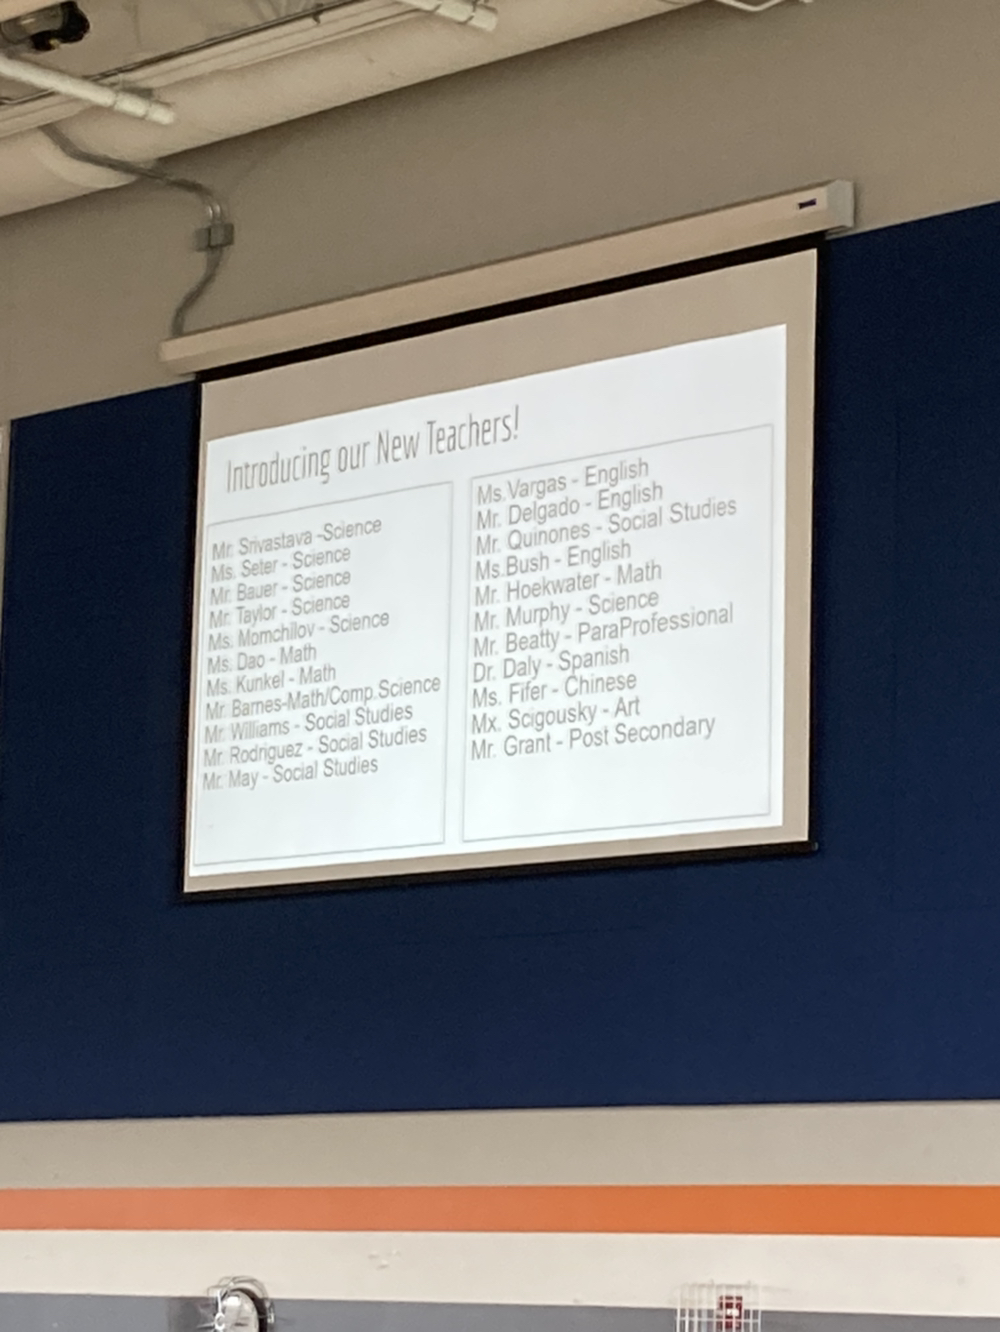 Introducing our New Teachers!
Mr. Srivastava -Science
Ms. Seter - Science
Mr. Bauer - Science
Mr. Taylor - Science
Ms. Momchilov - Science
Ms. Dao - Math
Ms. Kunkel - Math
Mr. Barnes-Math/Comp.Science
Mr. Williams - Social Studies
Mr. Rodriguez - Social Studies
Mr. May - Social Studies
Ms.Vargas - English
Mr. Delgado - English
Mr. Quinones - Social Studies
Ms.Bush - English
Mr. Hoekwater - Math
Mr. Murphy - Science
Mr. Beatty - ParaProfessional
Dr. Daly - Spanish
Ms. Fifer - Chinese
Mx. Scigousky - Art
Mr. Grant - Post Secondary